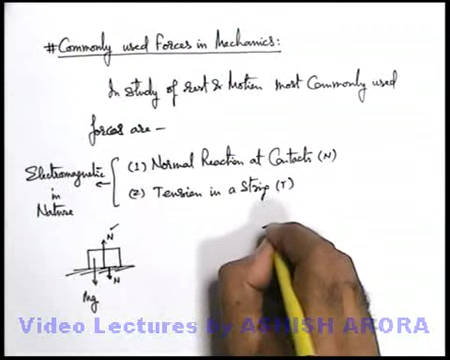 # Commonly used Forces in Mechanics:
In study of rest & Motion most Commonly used
forces are –
(1) Normal Reaction at Contacts (N)
(2) Tension in a String (T)
Electromagnetic
in
Nature
N
N
Mg
Video Lectures by ASHISH ARORA